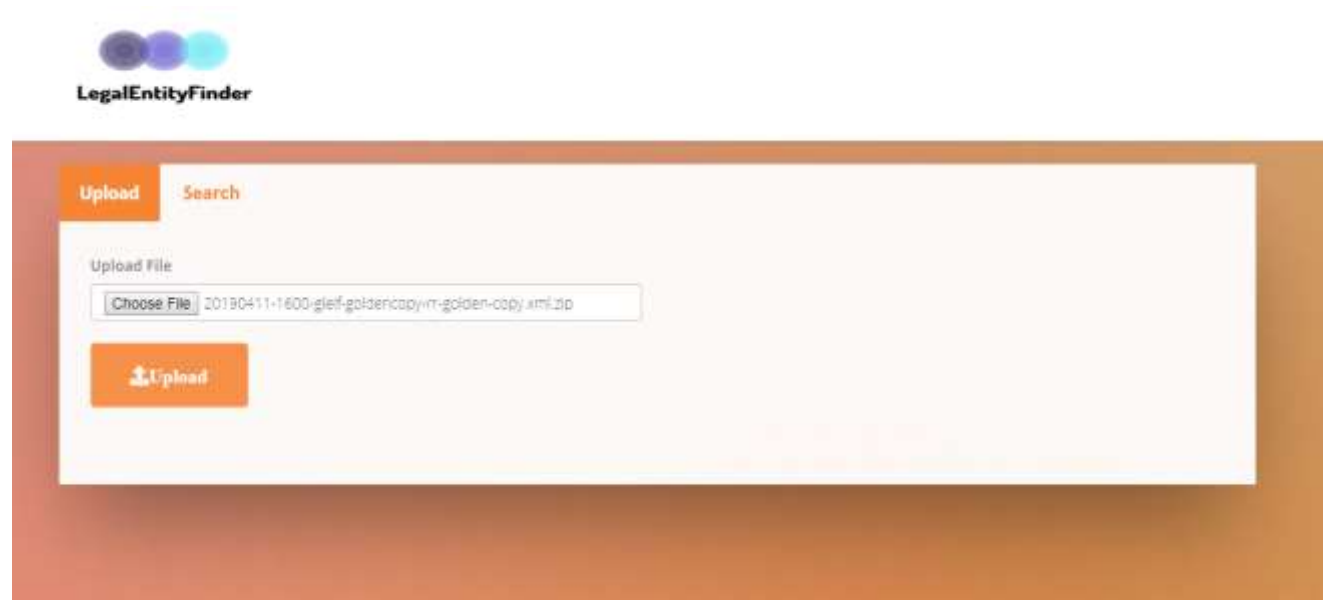 LegalEntityFinder
Upload Search
Upload File
Choose File 20190411-1600-gleif-goldencopy-rr-golden-copy.xml.zip
Upload